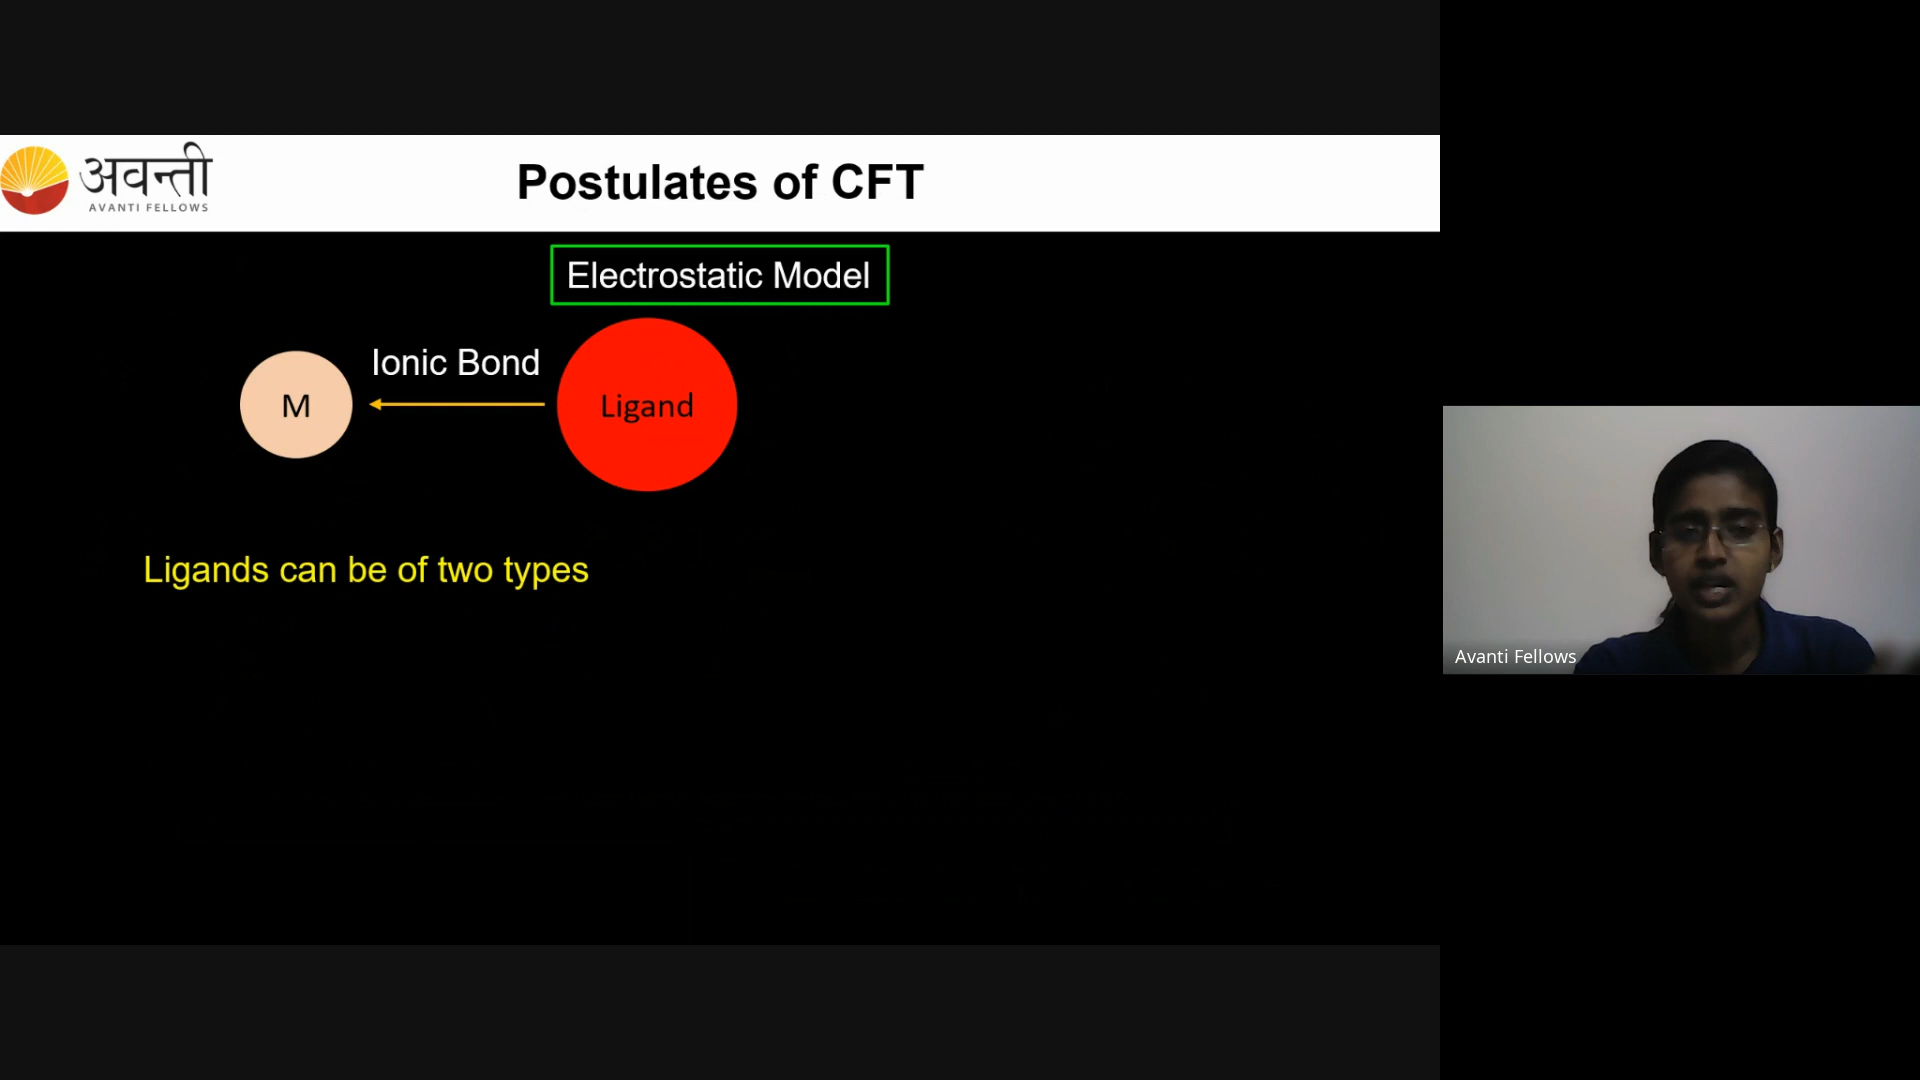 अवन्ती
AVANTI FELLOWS
Postulates of CFT
Electrostatic Model
Ionic Bond
M
Ligand
Ligands can be of two types
Avanti Fellows